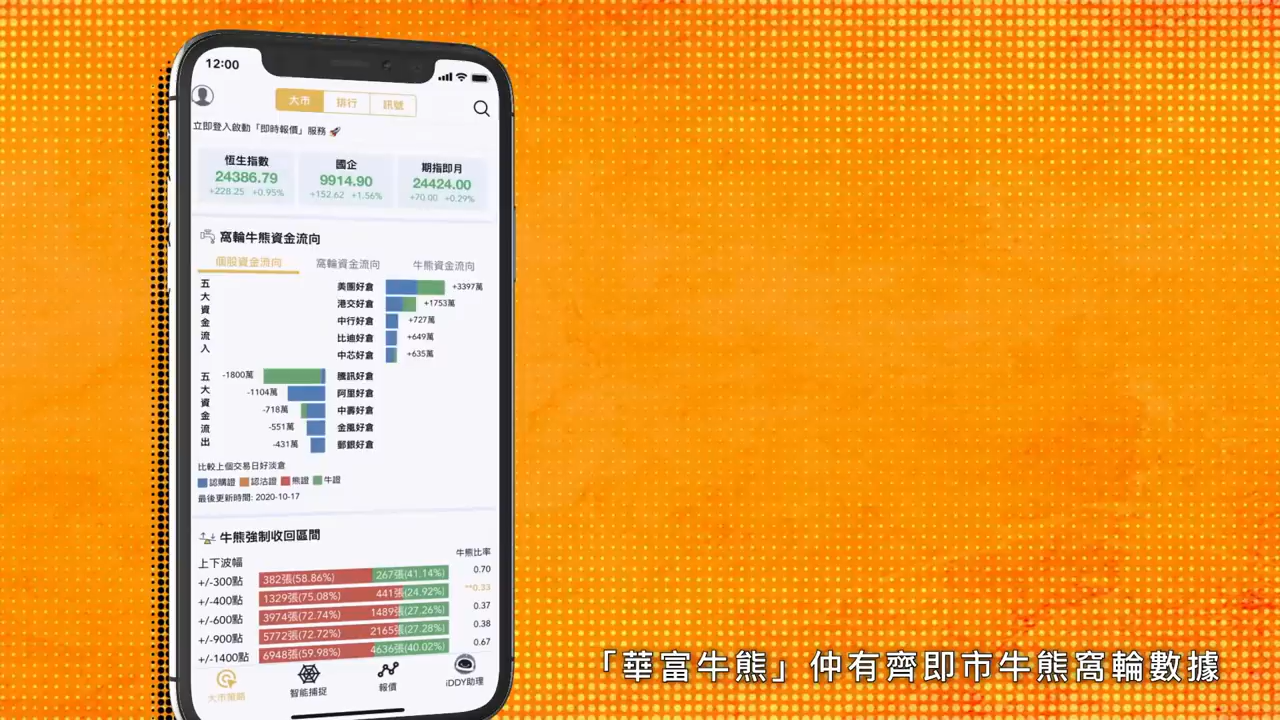 12:00
大市 排行 訊號
立即登入啟動「即時報價」服務
恆生指數 國企 期指即月
24386.79 9914.90 24424.00
+228.25 +0.95% +152.62 +1.56% +70.00 +0.29%
窩輪牛熊資金流向
個股資金流向 窩輪資金流向 牛熊資金流向
五大資金流入
美團好倉 +3397萬
港交好倉 +1753萬
中行好倉 +727萬
比迪好倉 +649萬
中芯好倉 +635萬
五大資金流出
-1800萬 騰訊好倉
-1104萬 阿里好倉
-718萬 中壽好倉
-551萬 金風好倉
-431萬 郵銀好倉
比較上個交易日好淡倉
認購證 認沽證 熊證 牛證
最後更新時間: 2020-10-17
牛熊強制收回區間
上下波幅 牛熊比率
+/-300點 382張(58.86%) 267張(41.14%) 0.70
+/-400點 1329張(75.08%) 441張(24.92%) **0.33
+/-600點 3974張(72.74%) 1489張(27.26%) 0.37
+/-900點 5772張(72.72%) 2165張(27.28%) 0.38
+/-1400點 6948張(59.98%) 4636張(40.02%) 0.67
大市策略 智能捕捉 報價 iDDY助理
「華富牛熊」仲有齊即市牛熊窩輪數據